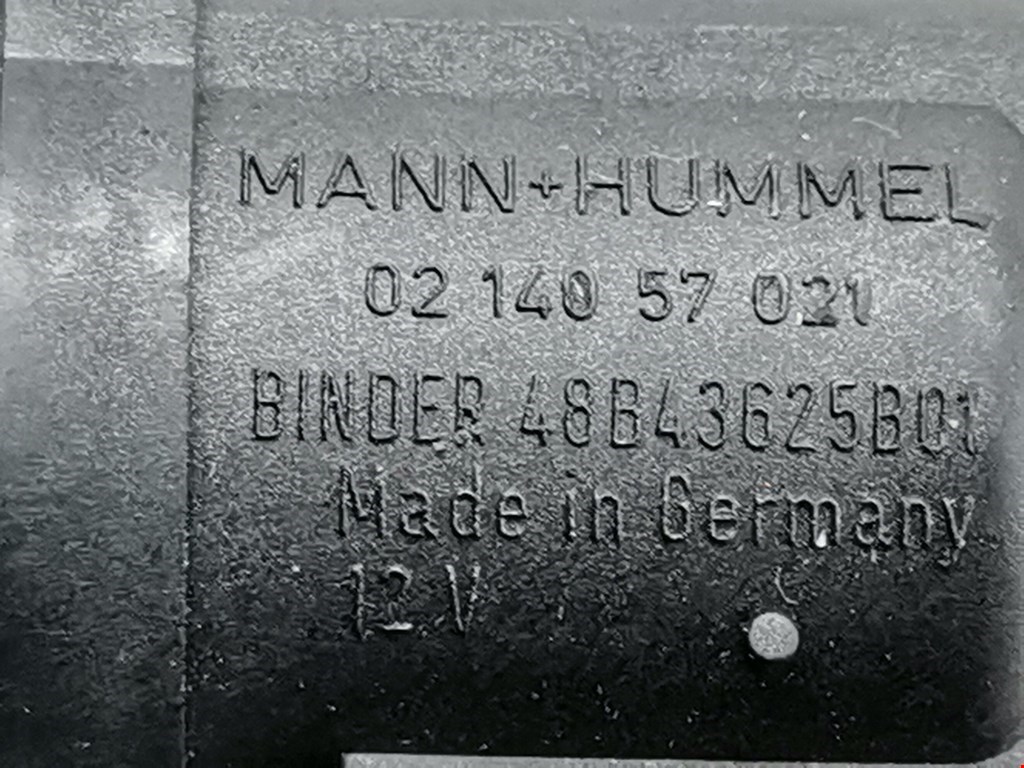 MANN+HUMMEL
02 140 57 021
BINDER 48B43625B01
Made in Germany
12 V